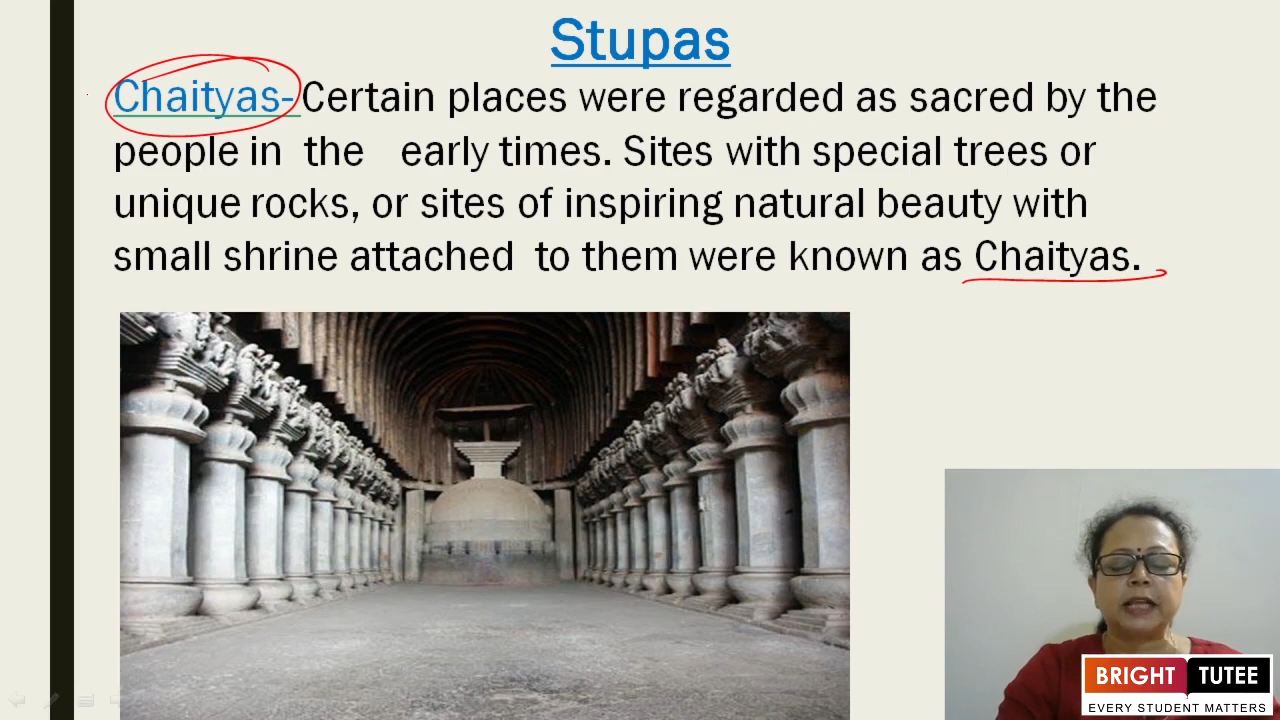 Stupas
Chaityas- Certain places were regarded as sacred by the
people in the early times. Sites with special trees or
unique rocks, or sites of inspiring natural beauty with
small shrine attached to them were known as Chaityas.
BRIGHT TUTEE
EVERY STUDENT MATTERS